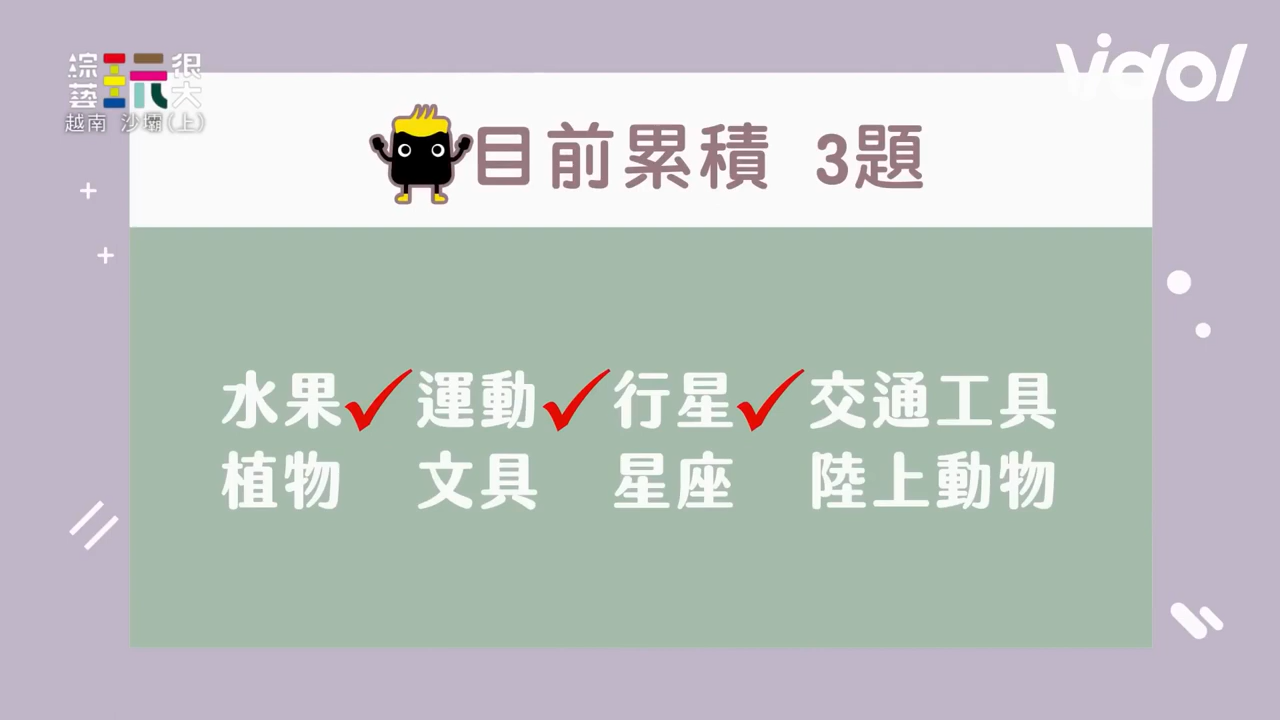 綜藝玩很大
越南 沙壩(上)
vidol
目前累積 3題
水果 運動 行星 交通工具
植物 文具 星座 陸上動物